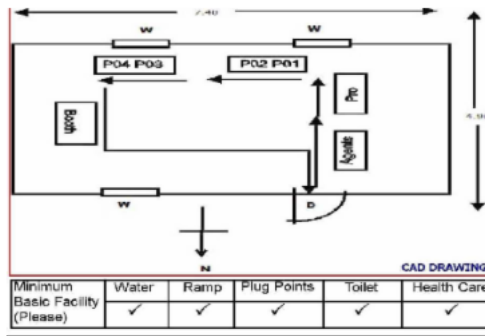 7.40
W
W
P04 P03
P02 P01
Pro
Booth
Agents
W
D
N
CAD DRAWING
Minimum Basic Facility (Please)
Water
Ramp
Plug Points
Toilet
Health Care
✓
✓
✓
✓
✓